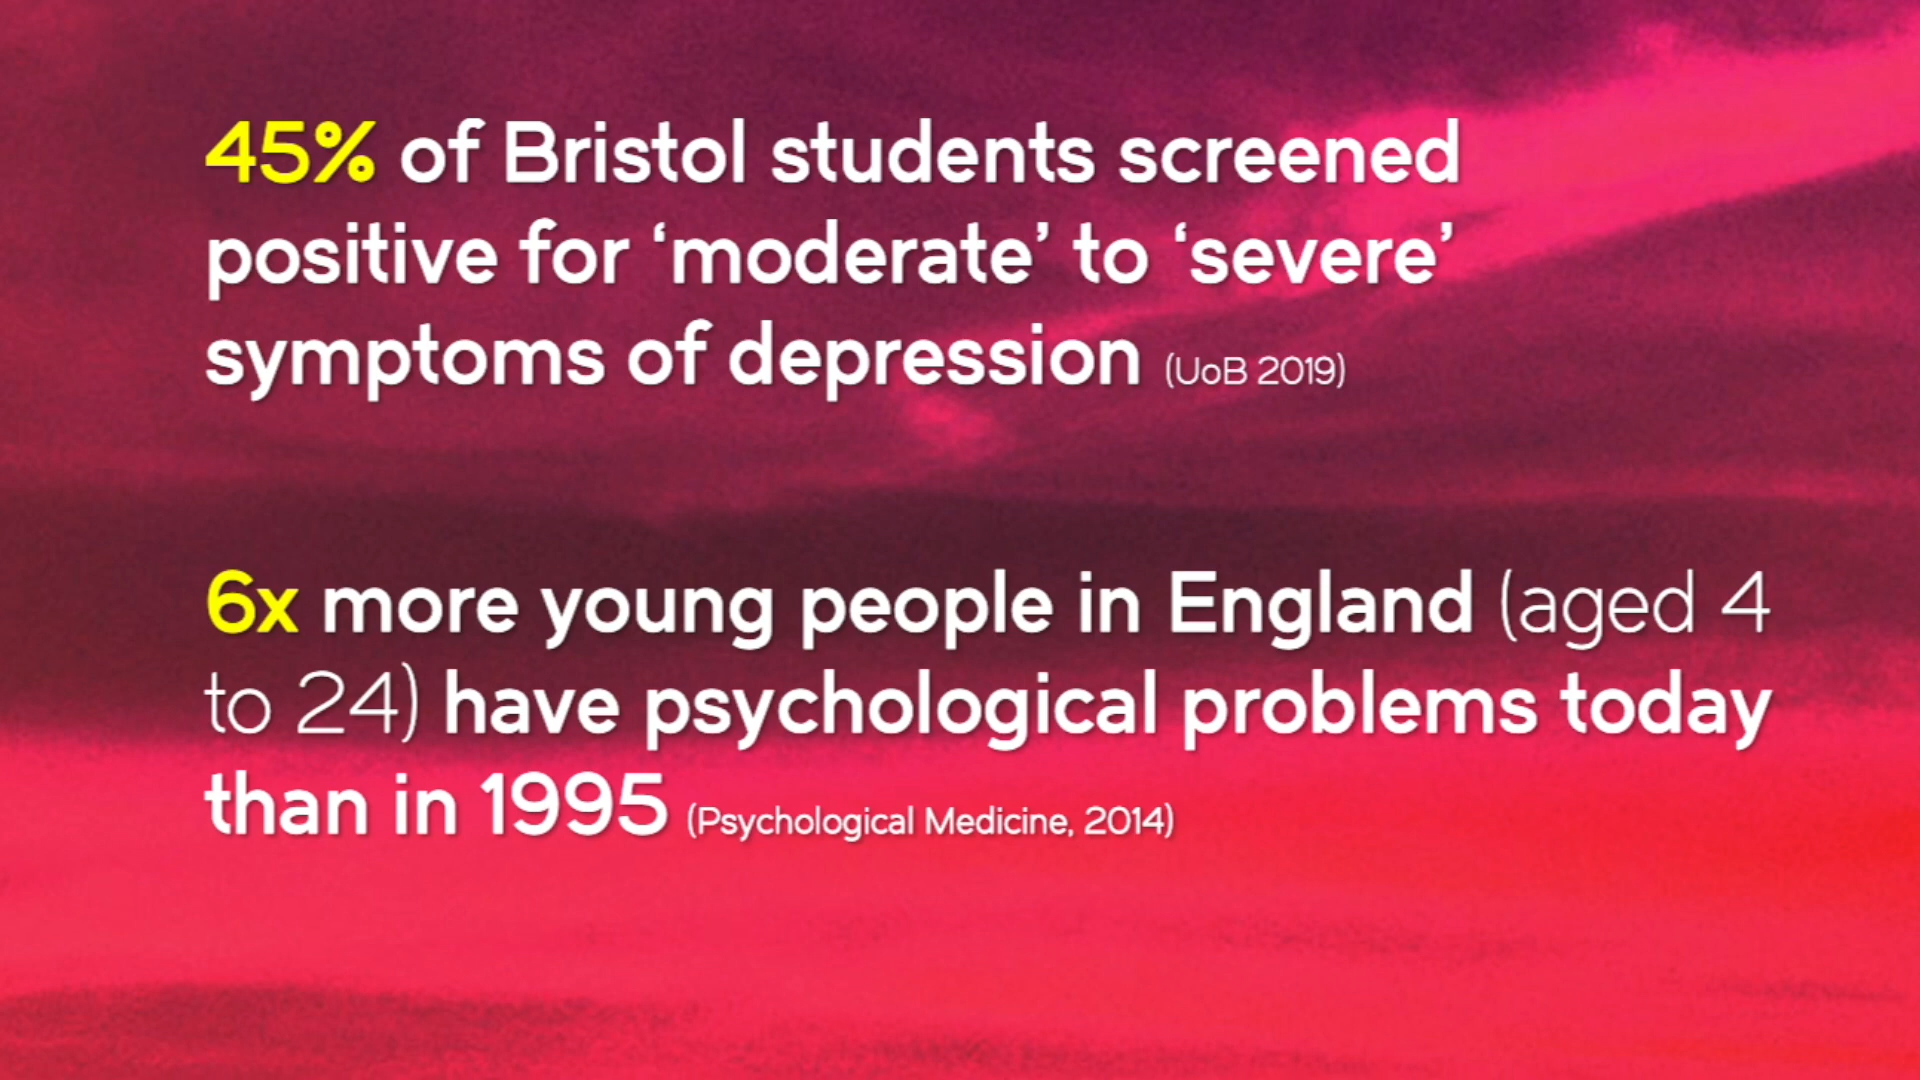 45% of Bristol students screened
positive for ‘moderate’ to ‘severe’
symptoms of depression (UoB 2019)
6x more young people in England (aged 4
to 24) have psychological problems today
than in 1995 (Psychological Medicine, 2014)